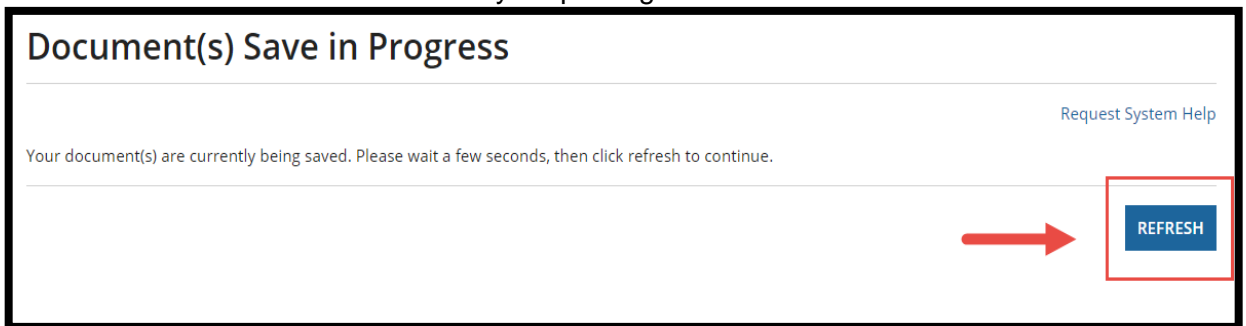 Document(s) Save in Progress
Request System Help
Your document(s) are currently being saved. Please wait a few seconds, then click refresh to continue.
REFRESH